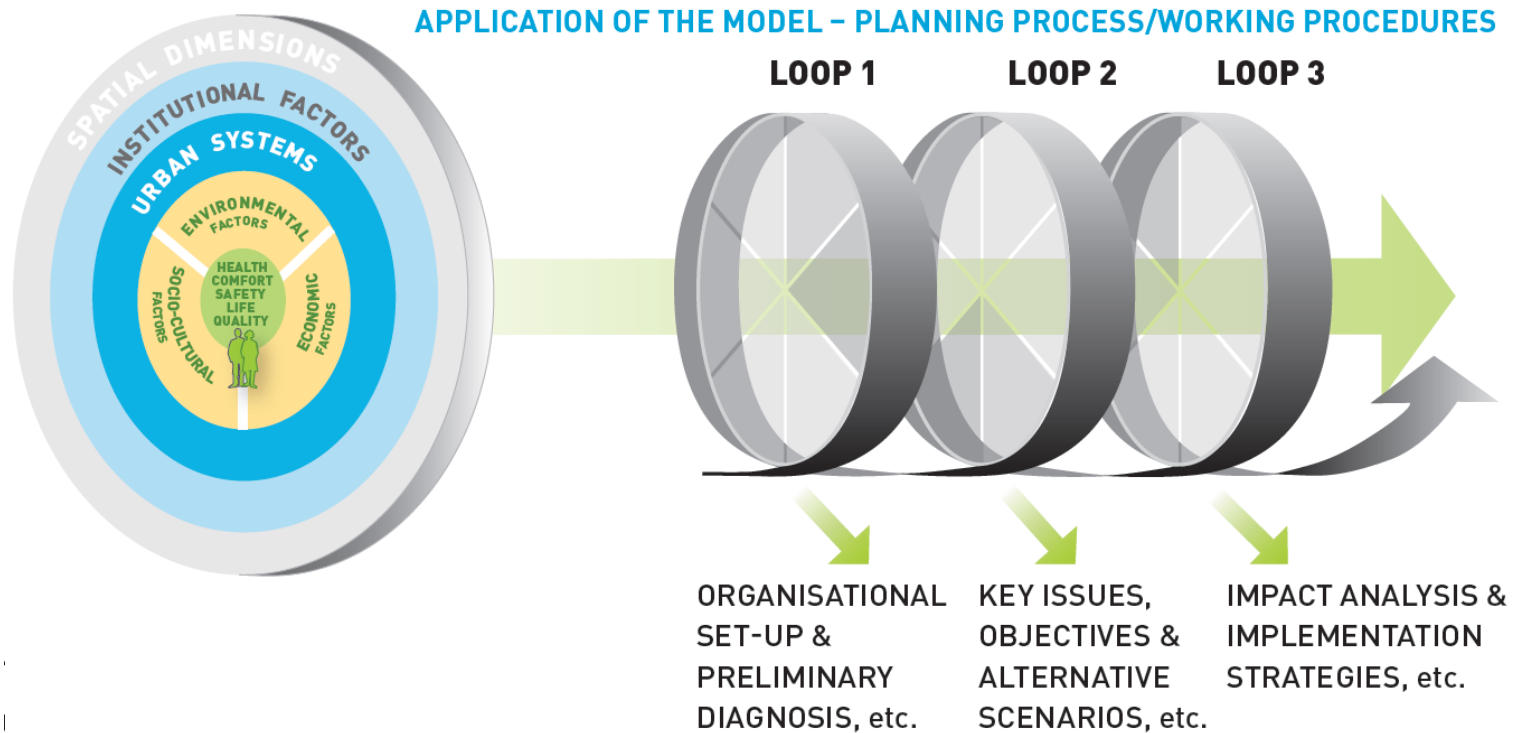 APPLICATION OF THE MODEL – PLANNING PROCESS/WORKING PROCEDURES
SPATIAL DIMENSIONS
INSTITUTIONAL FACTORS
URBAN SYSTEMS
ENVIRONMENTAL
FACTORS
SOCIO-CULTURAL
FACTORS
ECONOMIC
FACTORS
HEALTH
COMFORT
SAFETY
LIFE
QUALITY
LOOP 1
LOOP 2
LOOP 3
ORGANISATIONAL
SET-UP &
PRELIMINARY
DIAGNOSIS, etc.
KEY ISSUES,
OBJECTIVES &
ALTERNATIVE
SCENARIOS, etc.
IMPACT ANALYSIS &
IMPLEMENTATION
STRATEGIES, etc.